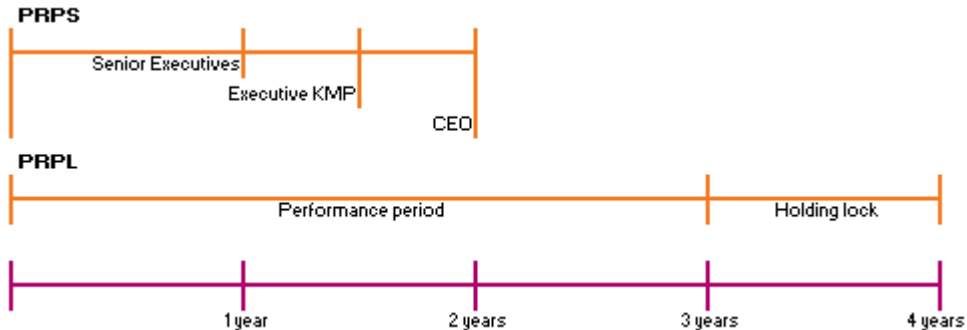 PRPS
Senior Executives
Executive KMP
CEO
PRPL
Performance period
Holding lock
1 year
2 years
3 years
4 years